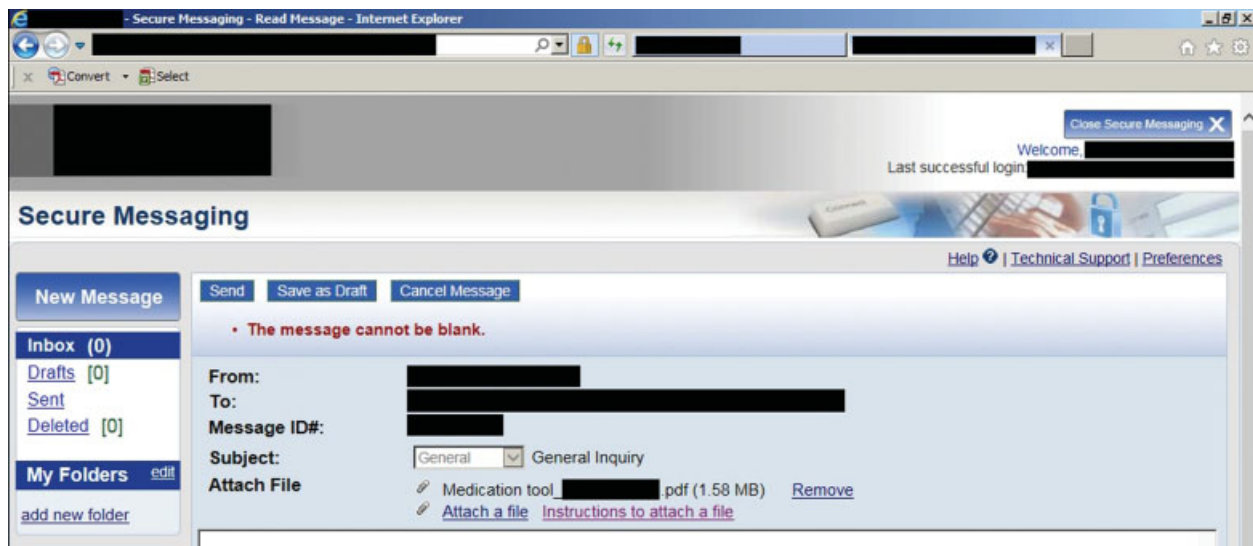 - Secure Messaging - Read Message - Internet Explorer
x Convert Select
Close Secure Messaging X
Welcome,
Last successful login:
Secure Messaging
Help ? | Technical Support | Preferences
New Message
Send Save as Draft Cancel Message
• The message cannot be blank.
Inbox (0)
Drafts [0]
Sent
Deleted [0]
My Folders edit
add new folder
From:
To:
Message ID#:
Subject: General General Inquiry
Attach File Medication tool_ .pdf (1.58 MB) Remove
Attach a file Instructions to attach a file